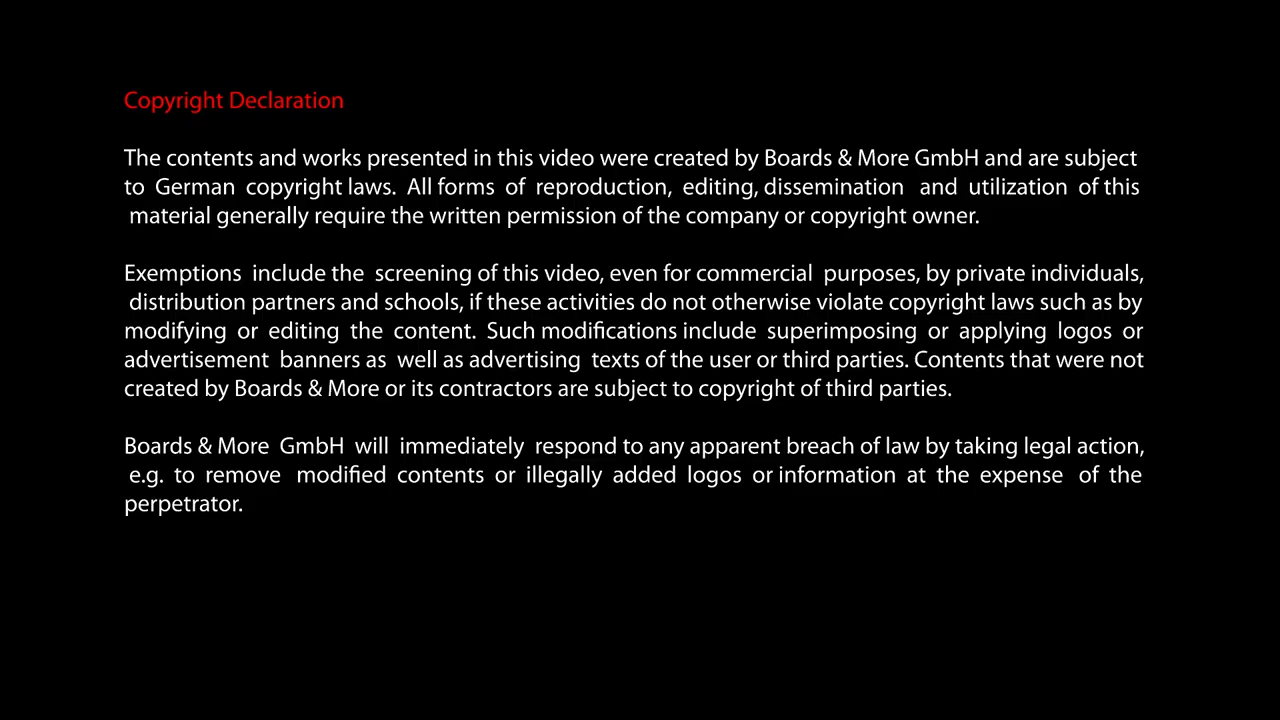 Copyright Declaration
The contents and works presented in this video were created by Boards & More GmbH and are subject
to German copyright laws. All forms of reproduction, editing, dissemination and utilization of this
material generally require the written permission of the company or copyright owner.
Exemptions include the screening of this video, even for commercial purposes, by private individuals,
distribution partners and schools, if these activities do not otherwise violate copyright laws such as by
modifying or editing the content. Such modifications include superimposing or applying logos or
advertisement banners as well as advertising texts of the user or third parties. Contents that were not
created by Boards & More or its contractors are subject to copyright of third parties.
Boards & More GmbH will immediately respond to any apparent breach of law by taking legal action,
e.g. to remove modified contents or illegally added logos or information at the expense of the
perpetrator.